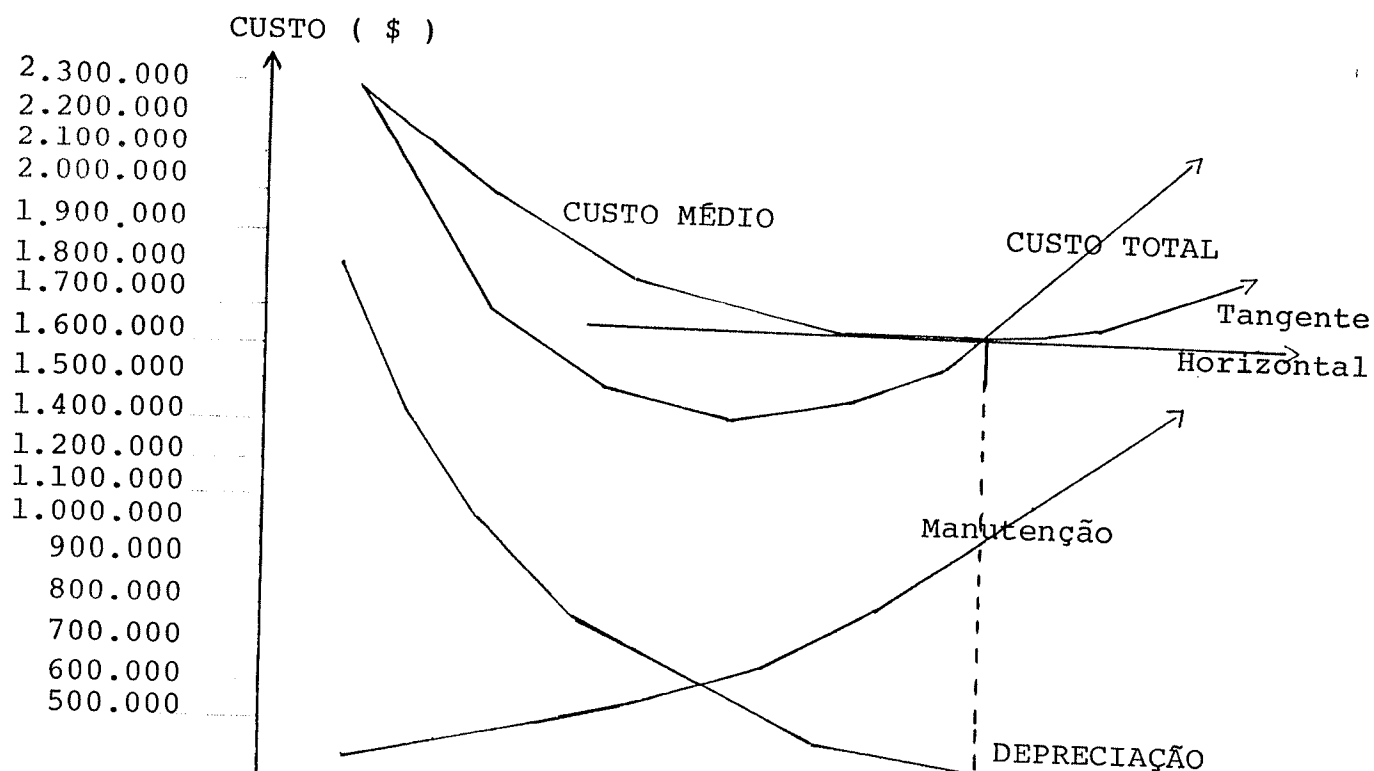 CUSTO ( $ )
2.300.000
2.200.000
2.100.000
2.000.000
1.900.000
CUSTO MÉDIO
CUSTO TOTAL
1.800.000
1.700.000
Tangente
1.600.000
Horizontal
1.500.000
1.400.000
1.200.000
1.100.000
1.000.000
Manutenção
900.000
800.000
700.000
600.000
500.000
DEPRECIAÇÃO